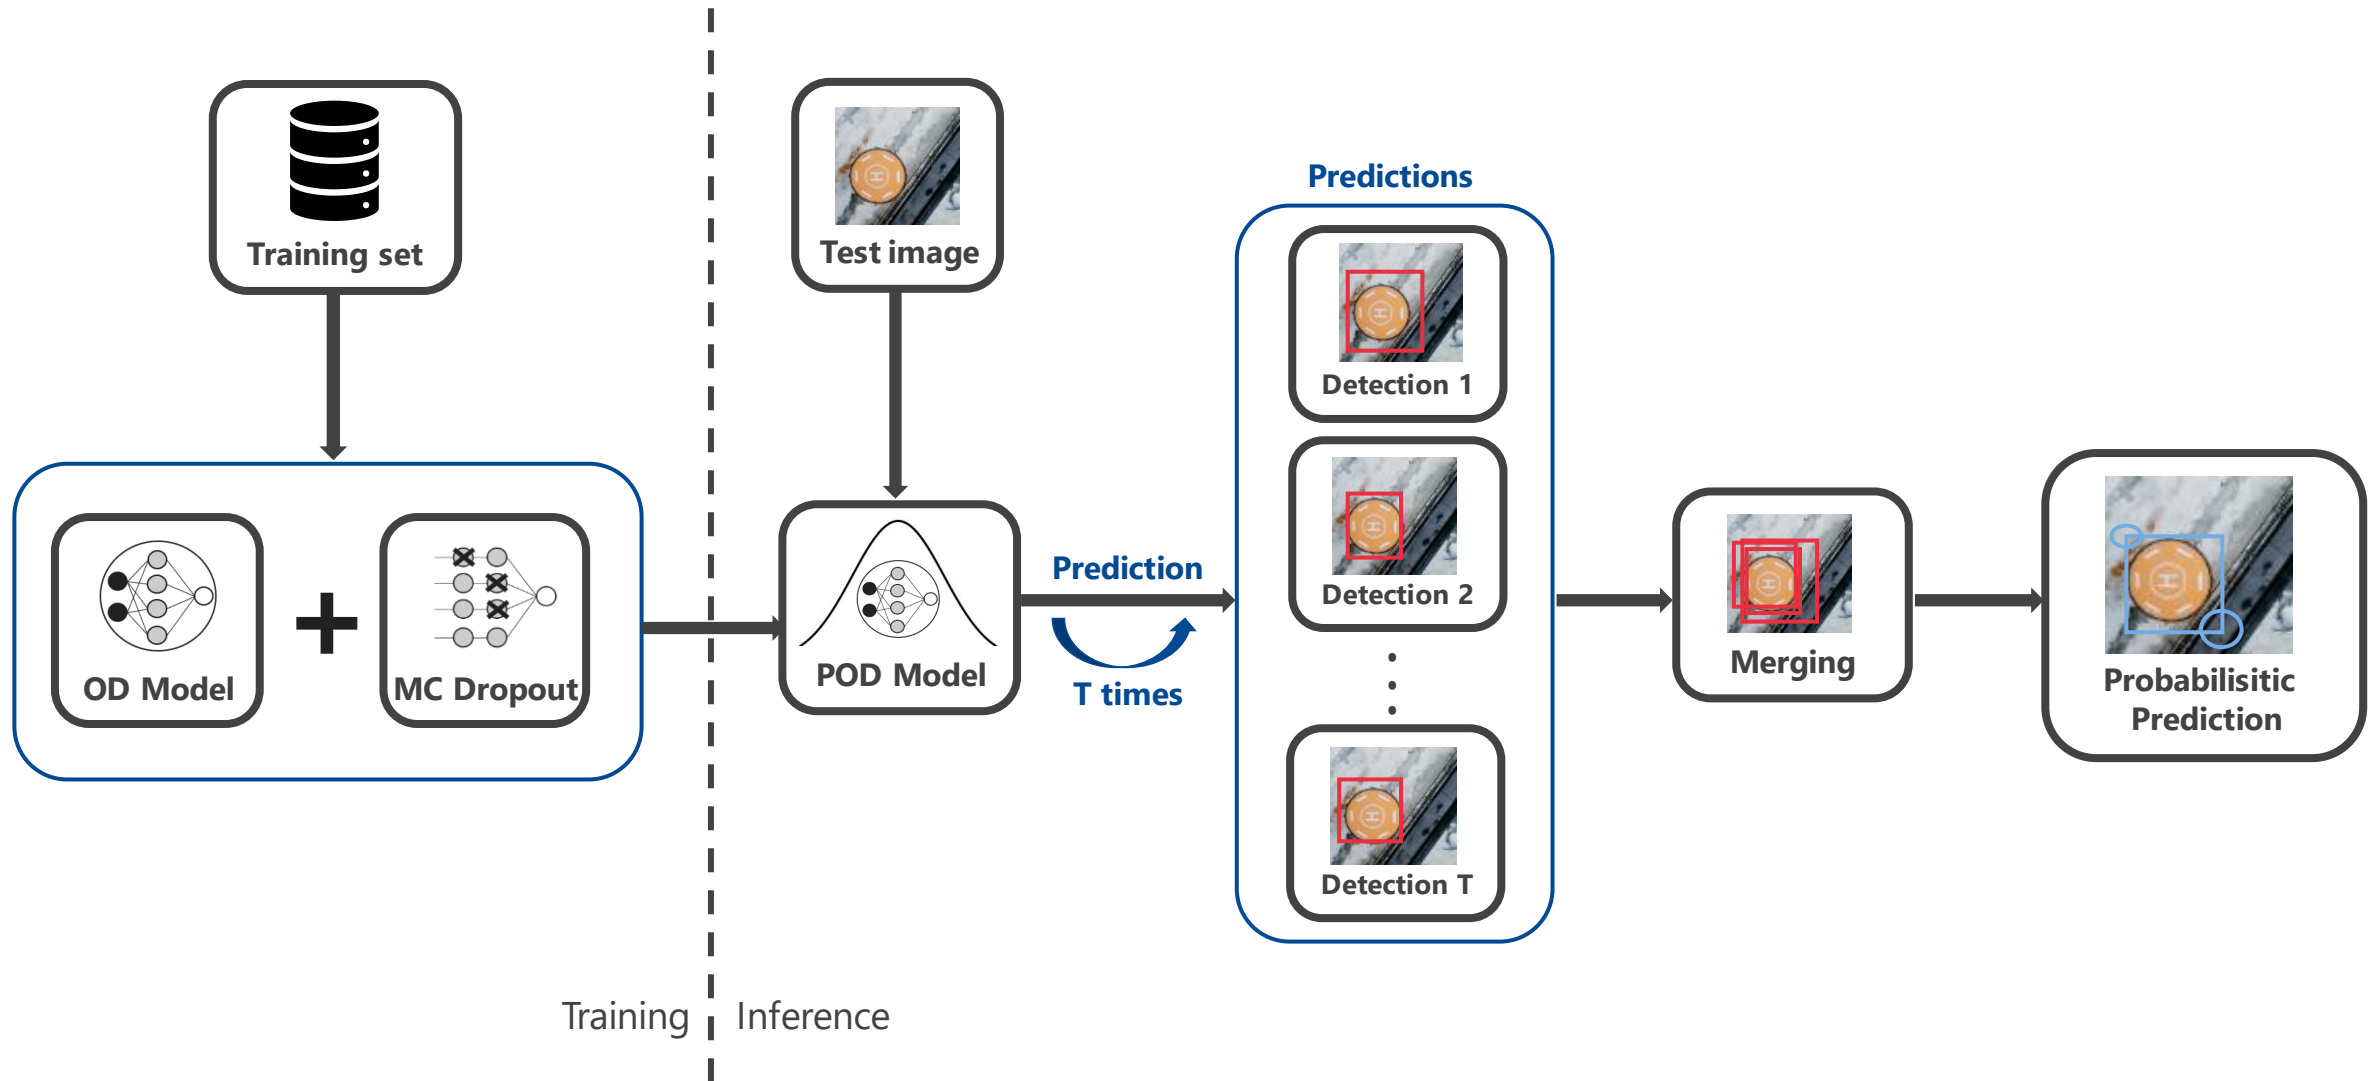 Training set
OD Model
MC Dropout
Training
Inference
Test image
POD Model
Prediction
T times
Predictions
Detection 1
Detection 2
Detection T
Merging
Probabilisitic
Prediction